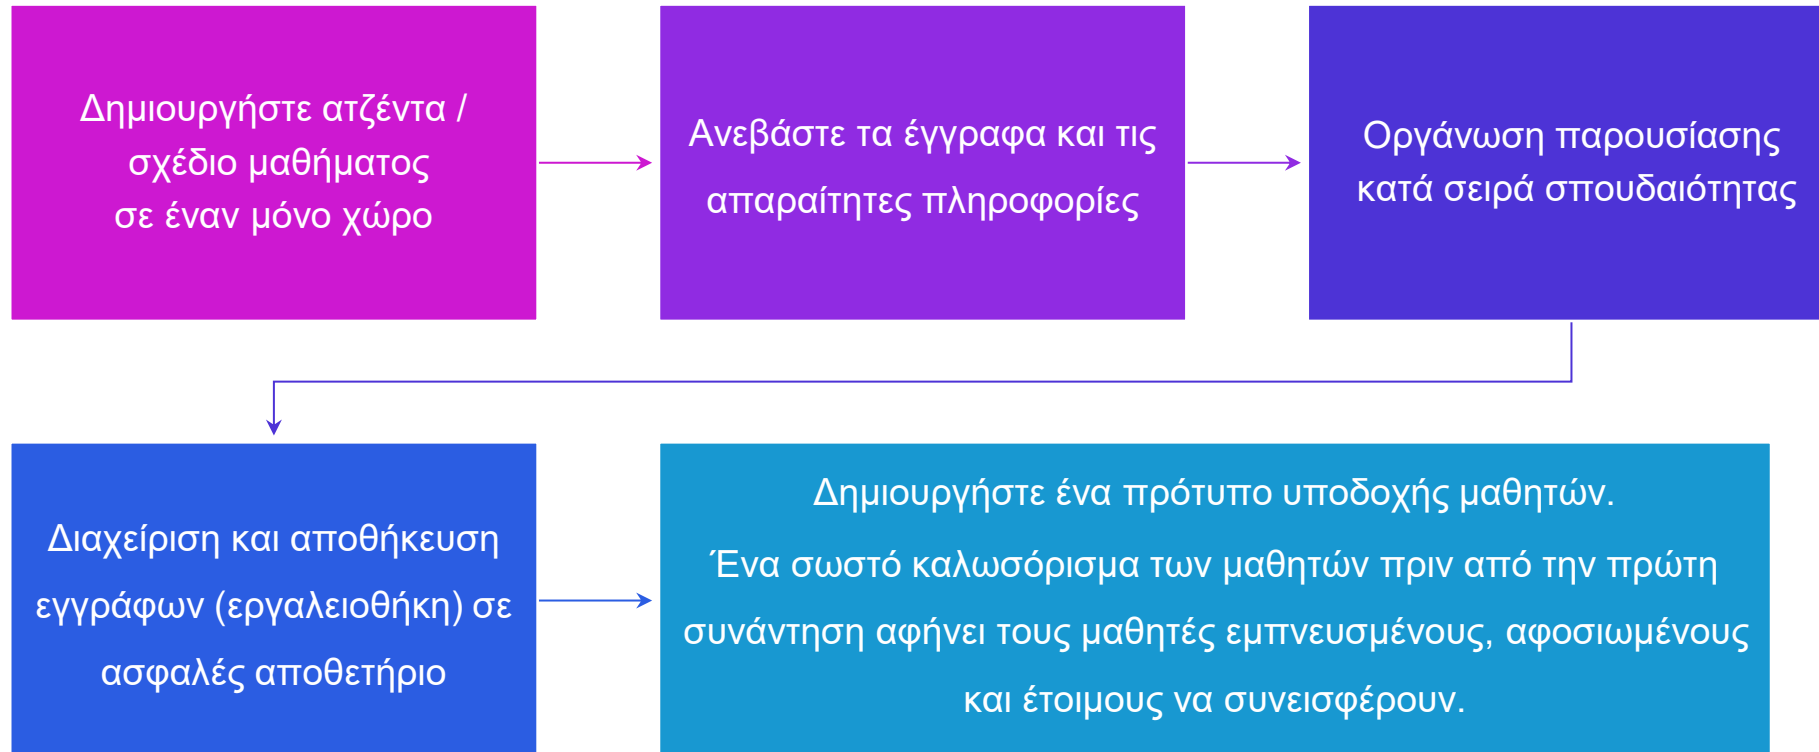 Δημιουργήστε ατζέντα /
σχέδιο μαθήματος
σε έναν μόνο χώρο
Ανεβάστε τα έγγραφα και τις
απαραίτητες πληροφορίες
Οργάνωση παρουσίασης
κατά σειρά σπουδαιότητας
Διαχείριση και αποθήκευση
εγγράφων (εργαλειοθήκη) σε
ασφαλές αποθετήριο
Δημιουργήστε ένα πρότυπο υποδοχής μαθητών.
Ένα σωστό καλωσόρισμα των μαθητών πριν από την πρώτη
συνάντηση αφήνει τους μαθητές εμπνευσμένους, αφοσιωμένους
και έτοιμους να συνεισφέρουν.